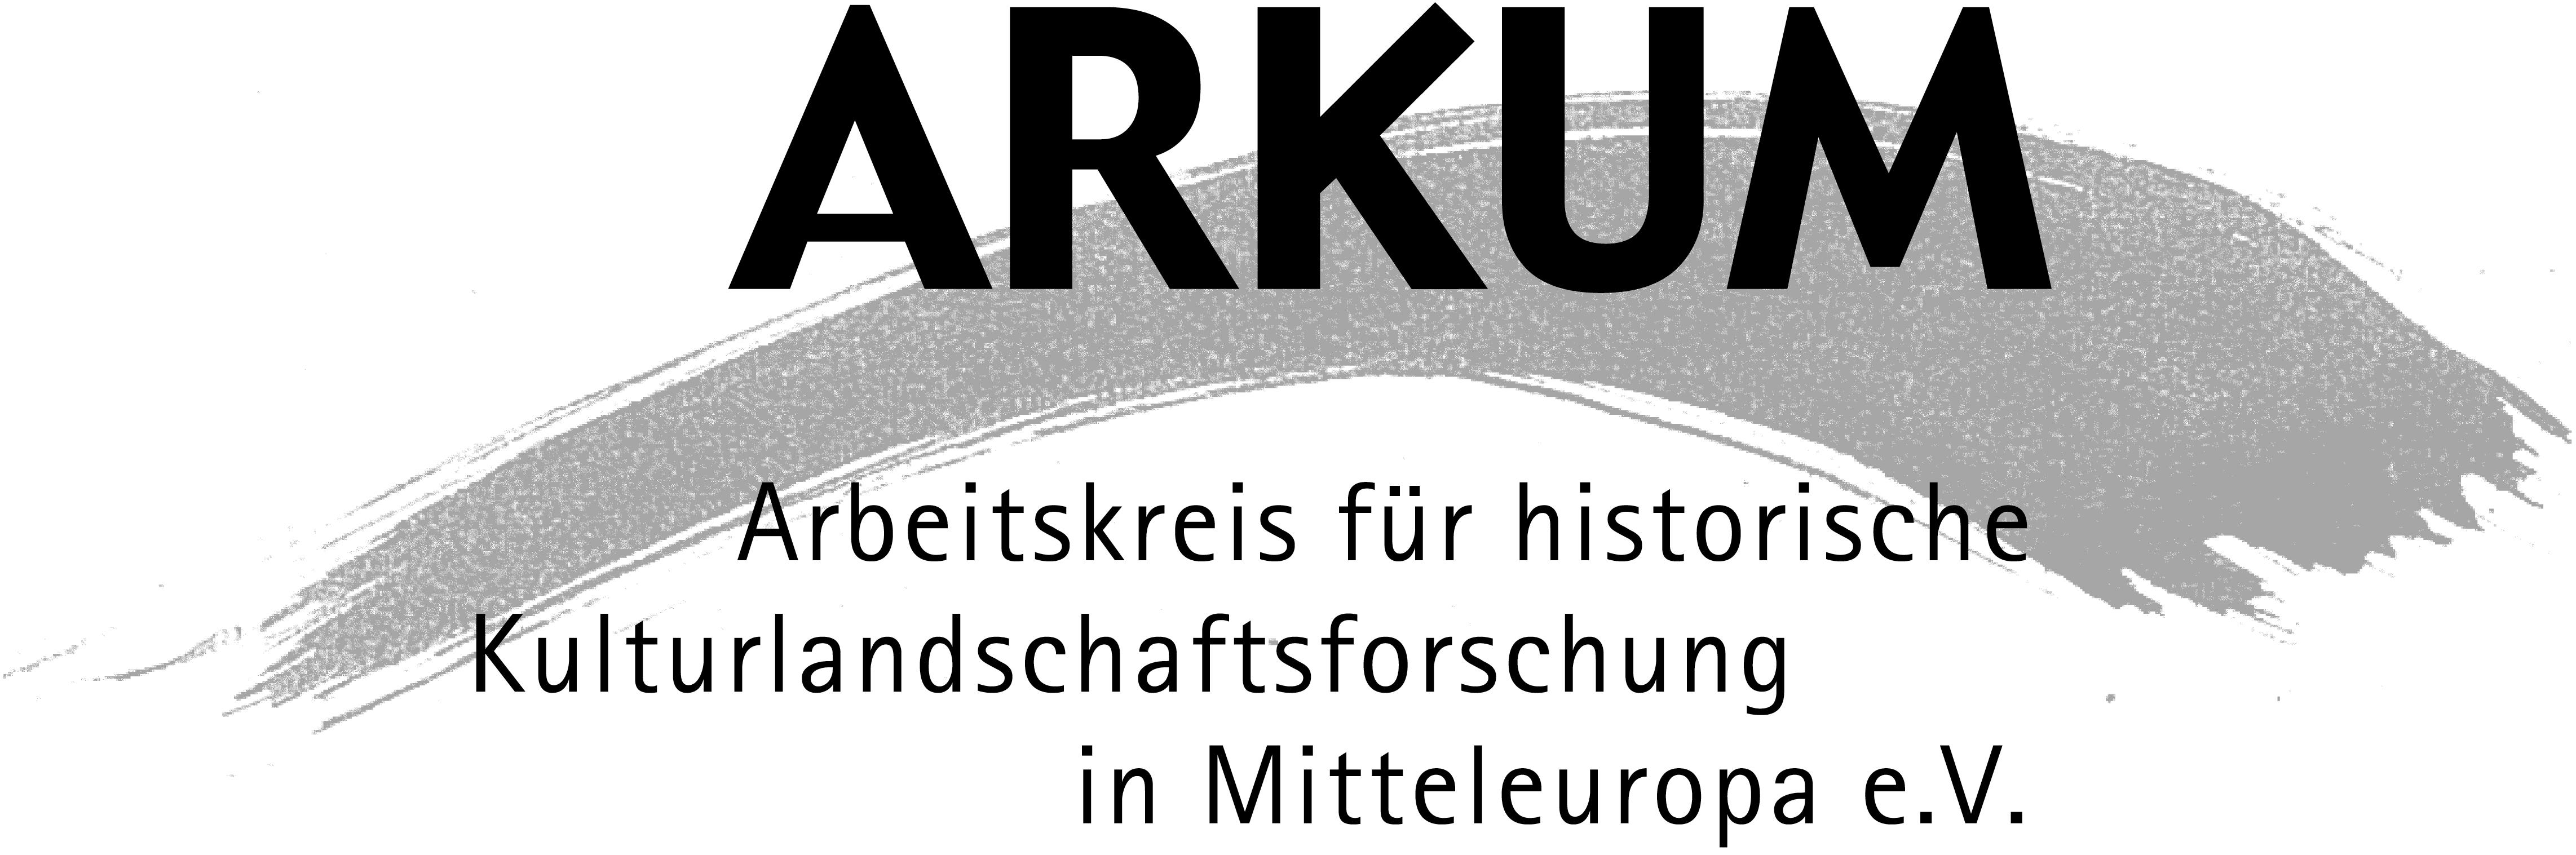 ARKUM
Arbeitskreis für historische
Kulturlandschaftsforschung
in Mitteleuropa e.V.